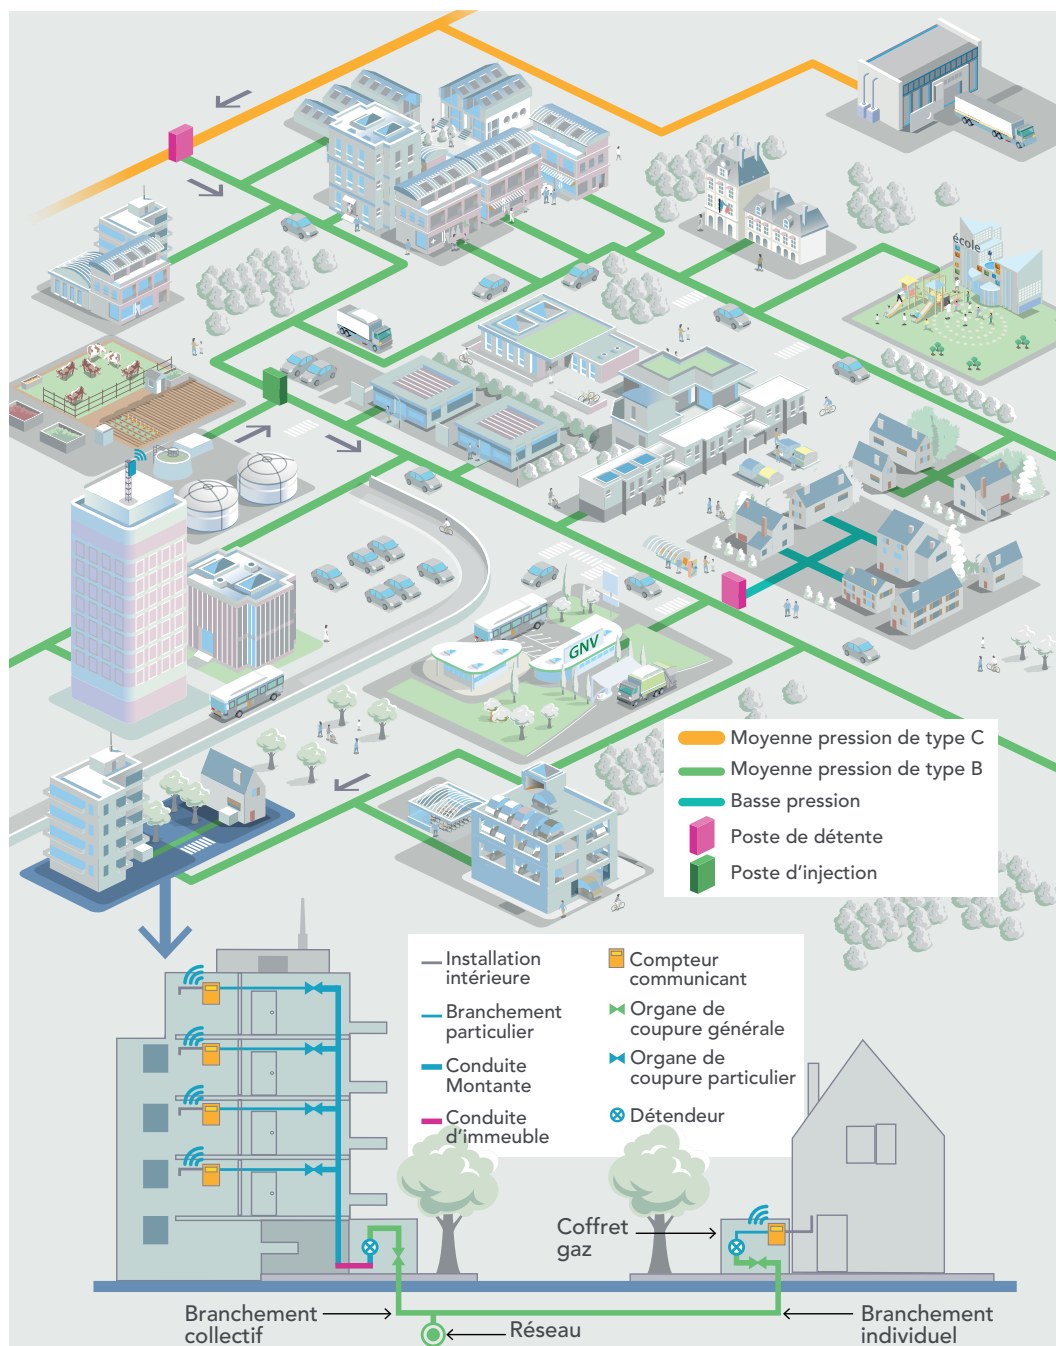 école
GNV
Moyenne pression de type C
Moyenne pression de type B
Basse pression
Poste de détente
Poste d'injection
Installation
intérieure
Branchement
particulier
Conduite
Montante
Conduite
d'immeuble
Compteur
communicant
Organe de
coupure générale
Organe de
coupure particulier
Détendeur
Coffret
gaz
Branchement
collectif
Réseau
Branchement
individuel